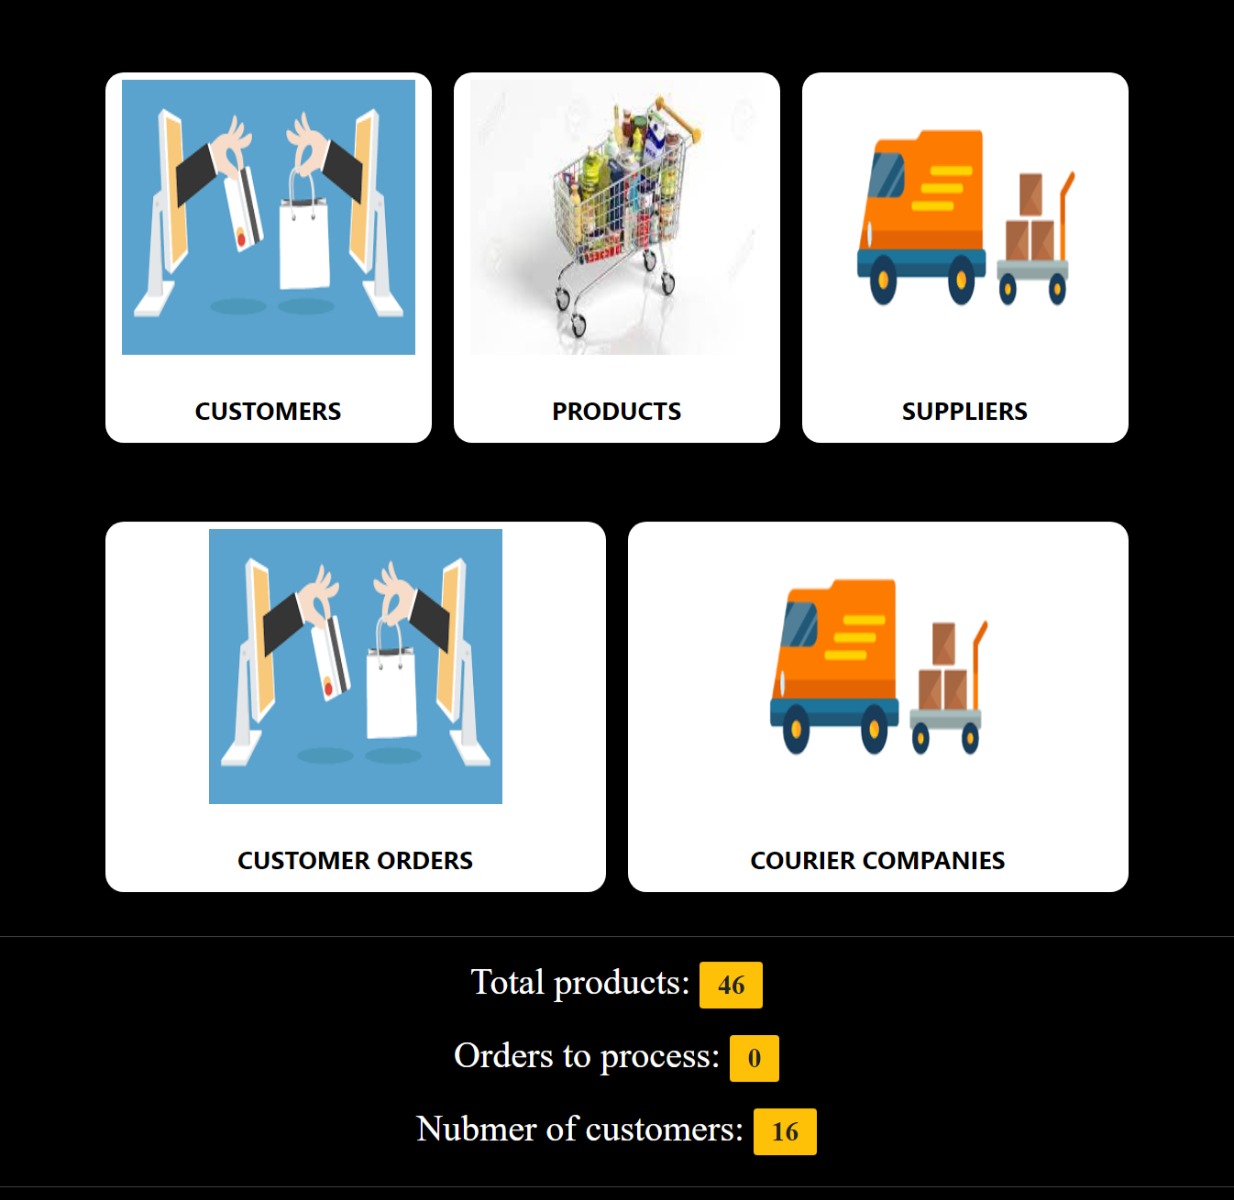 CUSTOMERS
PRODUCTS
SUPPLIERS
CUSTOMER ORDERS
COURIER COMPANIES
Total products: 46
Orders to process: 0
Nubmer of customers: 16